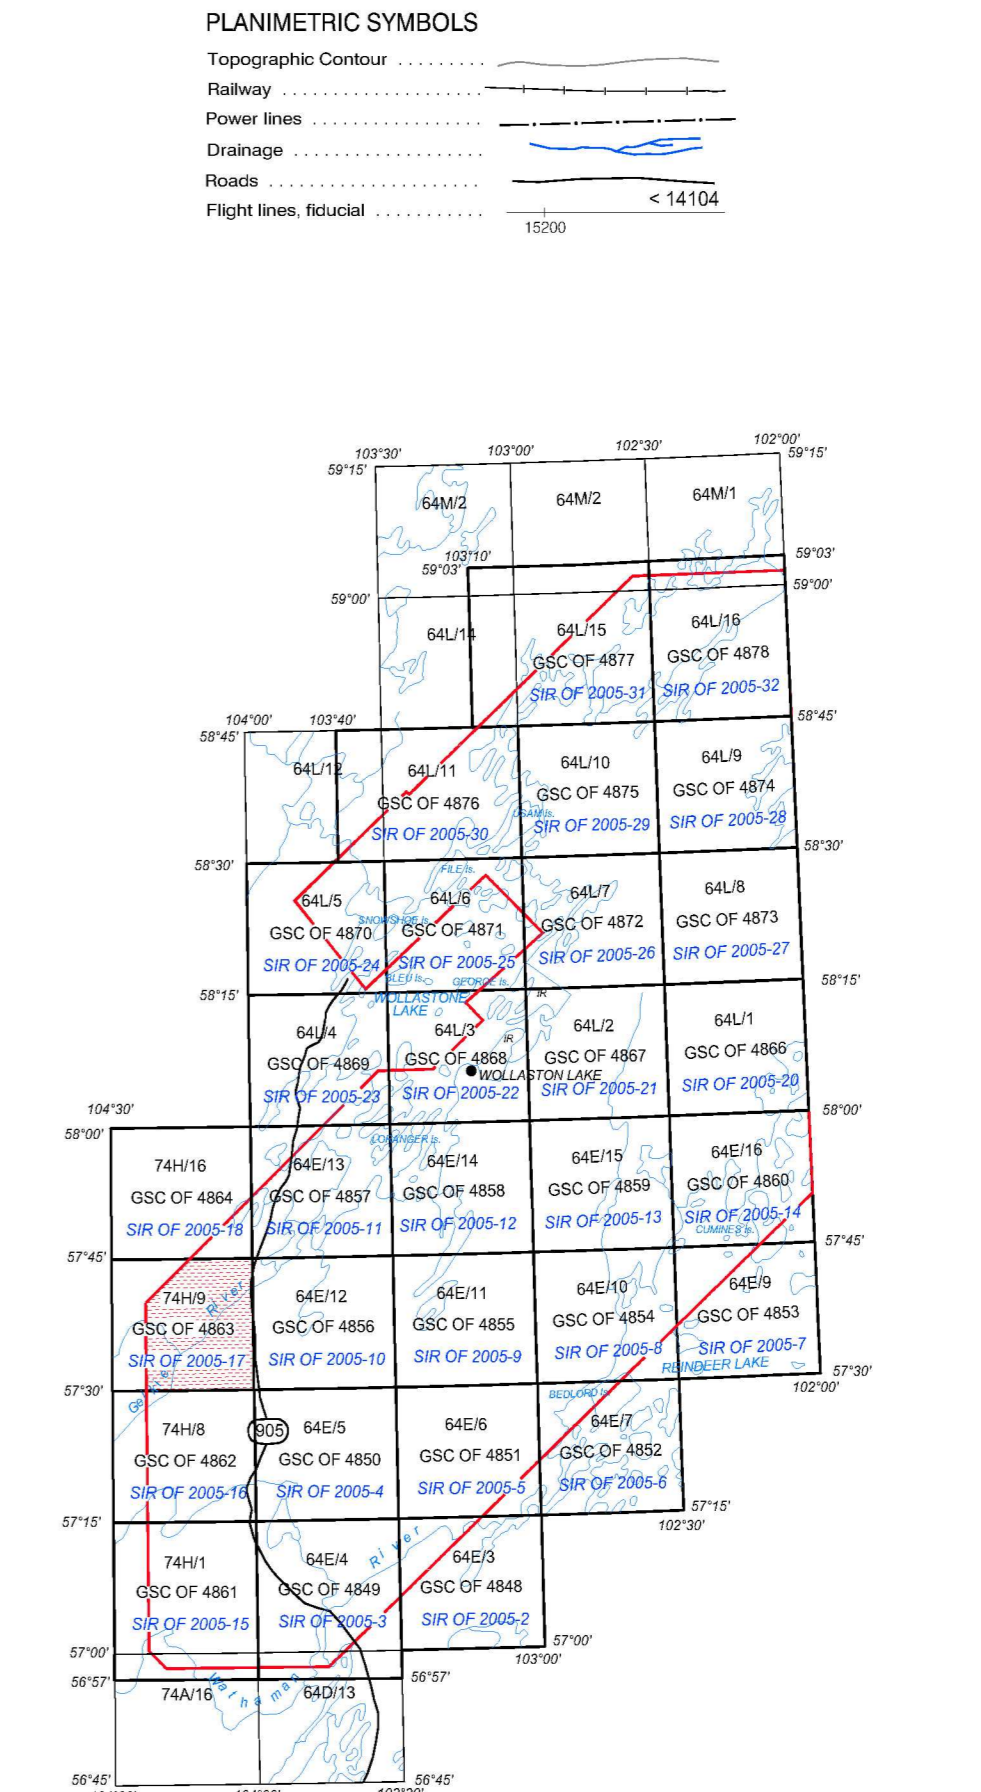 PLANIMETRIC SYMBOLS
Topographic Contour . . . . . . . . .
Railway . . . . . . . . . . . . . . . . . . .
Power lines . . . . . . . . . . . . . . . .
Drainage . . . . . . . . . . . . . . . . . .
Roads . . . . . . . . . . . . . . . . . . . .
Flight lines, fiducial . . . . . . . . . . .
< 14104
15200
103°30' 103°00' 102°30' 102°00'
59°15' 59°15'
64M/2 64M/2 64M/1
103°10'
59°03' 59°03'
59°00' 59°00'
64L/14 64L/15 64L/16
GSC OF 4877 GSC OF 4878
SIR OF 2005-31 SIR OF 2005-32
104°00' 103°40'
58°45' 58°45'
64L/12 64L/11 64L/10 64L/9
GSC OF 4876 GSC OF 4875 GSC OF 4874
USAM Is.
SIR OF 2005-30 SIR OF 2005-29 SIR OF 2005-28
58°30' 58°30'
FILE Is.
64L/5 64L/6 64L/7 64L/8
SNOWSHOE Is.
GSC OF 4870 GSC OF 4871 GSC OF 4872 GSC OF 4873
SIR OF 2005-24 SIR OF 2005-25 SIR OF 2005-26 SIR OF 2005-27
BLEU Is. GEORGE Is.
58°15' 58°15'
WOLLASTONE
LAKE
IR
64L/4 64L/3 64L/2 64L/1
IR
GSC OF 4869 GSC OF 4868 GSC OF 4867 GSC OF 4866
WOLLASTON LAKE
SIR OF 2005-23 SIR OF 2005-22 SIR OF 2005-21 SIR OF 2005-20
104°30'
58°00' 58°00'
LORANGER Is.
74H/16 64E/13 64E/14 64E/15 64E/16
GSC OF 4864 GSC OF 4857 GSC OF 4858 GSC OF 4859 GSC OF 4860
SIR OF 2005-18 SIR OF 2005-11 SIR OF 2005-12 SIR OF 2005-13 SIR OF 2005-14
CUMINES Is.
57°45' 57°45'
74H/9 64E/12 64E/11 64E/10 64E/9
River
GSC OF 4863 GSC OF 4856 GSC OF 4855 GSC OF 4854 GSC OF 4853
SIR OF 2005-17 SIR OF 2005-10 SIR OF 2005-9 SIR OF 2005-8 SIR OF 2005-7
REINDEER LAKE
57°30' 57°30'
102°00'
BEDLORD Is.
74H/8 905 64E/5 64E/6 64E/7
GSC OF 4862 GSC OF 4850 GSC OF 4851 GSC OF 4852
SIR OF 2005-16 SIR OF 2005-4 SIR OF 2005-5 SIR OF 2005-6
57°15' 57°15'
102°30'
River
74H/1 64E/4 64E/3
GSC OF 4861 GSC OF 4849 GSC OF 4848
SIR OF 2005-15 SIR OF 2005-3 SIR OF 2005-2
57°00' 57°00'
103°00'
56°57' 56°57'
74A/16 Wathaman 64D/13
56°45' 56°45'